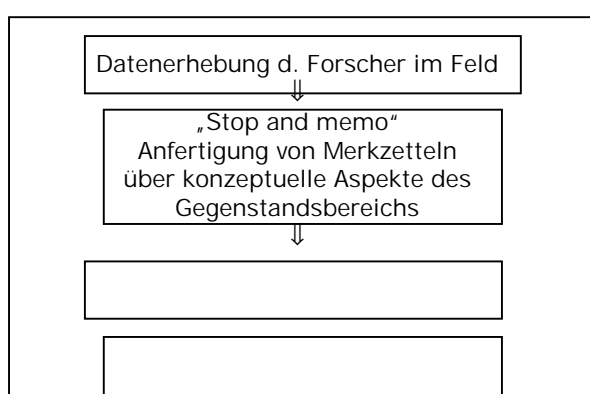 Datenerhebung d. Forscher im Feld
⇓
„Stop and memo“
Anfertigung von Merkzetteln
über konzeptuelle Aspekte des
Gegenstandsbereichs
⇓